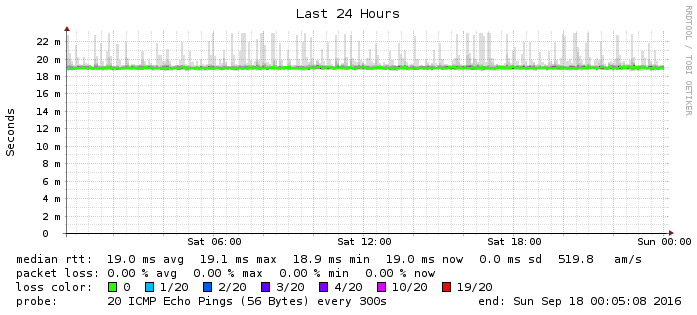 Last 24 Hours
RRDTOOL / TOBI OETIKER
Seconds
22 m
20 m
18 m
16 m
14 m
12 m
10 m
8 m
6 m
4 m
2 m
0
Sat 06:00 Sat 12:00 Sat 18:00 Sun 00:00
median rtt: 19.0 ms avg 19.1 ms max 18.9 ms min 19.0 ms now 0.0 ms sd 519.8 am/s
packet loss: 0.00 % avg 0.00 % max 0.00 % min 0.00 % now
loss color: 0 1/20 2/20 3/20 4/20 10/20 19/20
probe: 20 ICMP Echo Pings (56 Bytes) every 300s end: Sun Sep 18 00:05:08 2016